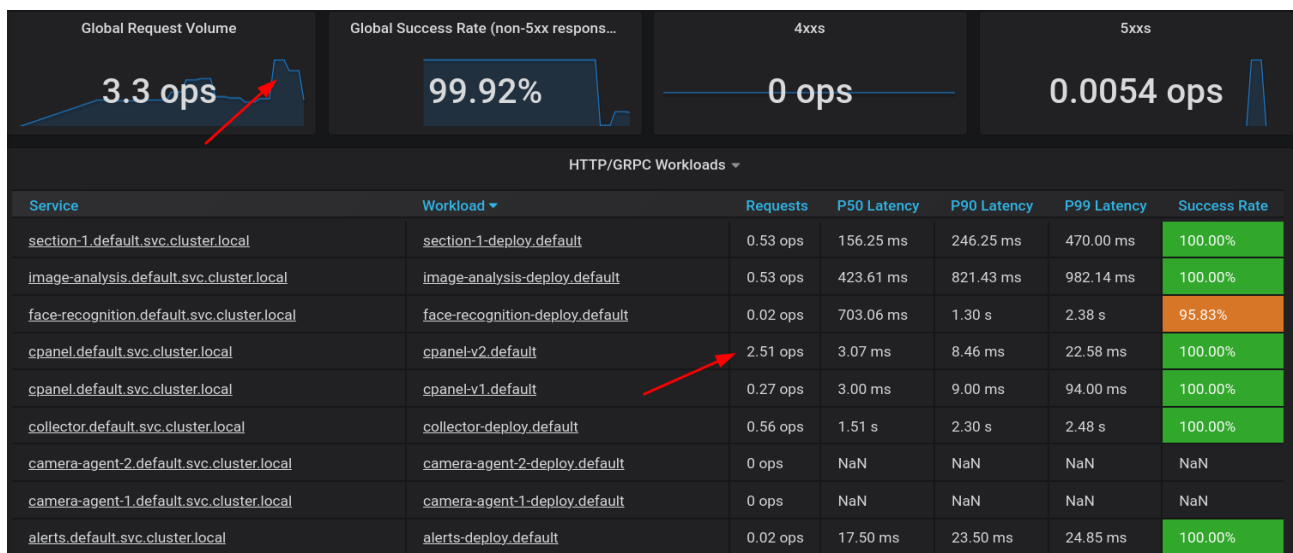 Global Request Volume
Global Success Rate (non-5xx respons...
4xxs
5xxs
3.3 ops
99.92%
0 ops
0.0054 ops
HTTP/GRPC Workloads
Service Workload Requests P50 Latency P90 Latency P99 Latency Success Rate
section-1.default.svc.cluster.local section-1-deploy.default 0.53 ops 156.25 ms 246.25 ms 470.00 ms 100.00%
image-analysis.default.svc.cluster.local image-analysis-deploy.default 0.53 ops 423.61 ms 821.43 ms 982.14 ms 100.00%
face-recognition.default.svc.cluster.local face-recognition-deploy.default 0.02 ops 703.06 ms 1.30 s 2.38 s 95.83%
cpanel.default.svc.cluster.local cpanel-v2.default 2.51 ops 3.07 ms 8.46 ms 22.58 ms 100.00%
cpanel.default.svc.cluster.local cpanel-v1.default 0.27 ops 3.00 ms 9.00 ms 94.00 ms 100.00%
collector.default.svc.cluster.local collector-deploy.default 0.56 ops 1.51 s 2.30 s 2.48 s 100.00%
camera-agent-2.default.svc.cluster.local camera-agent-2-deploy.default 0 ops NaN NaN NaN NaN
camera-agent-1.default.svc.cluster.local camera-agent-1-deploy.default 0 ops NaN NaN NaN NaN
alerts.default.svc.cluster.local alerts-deploy.default 0.02 ops 17.50 ms 23.50 ms 24.85 ms 100.00%